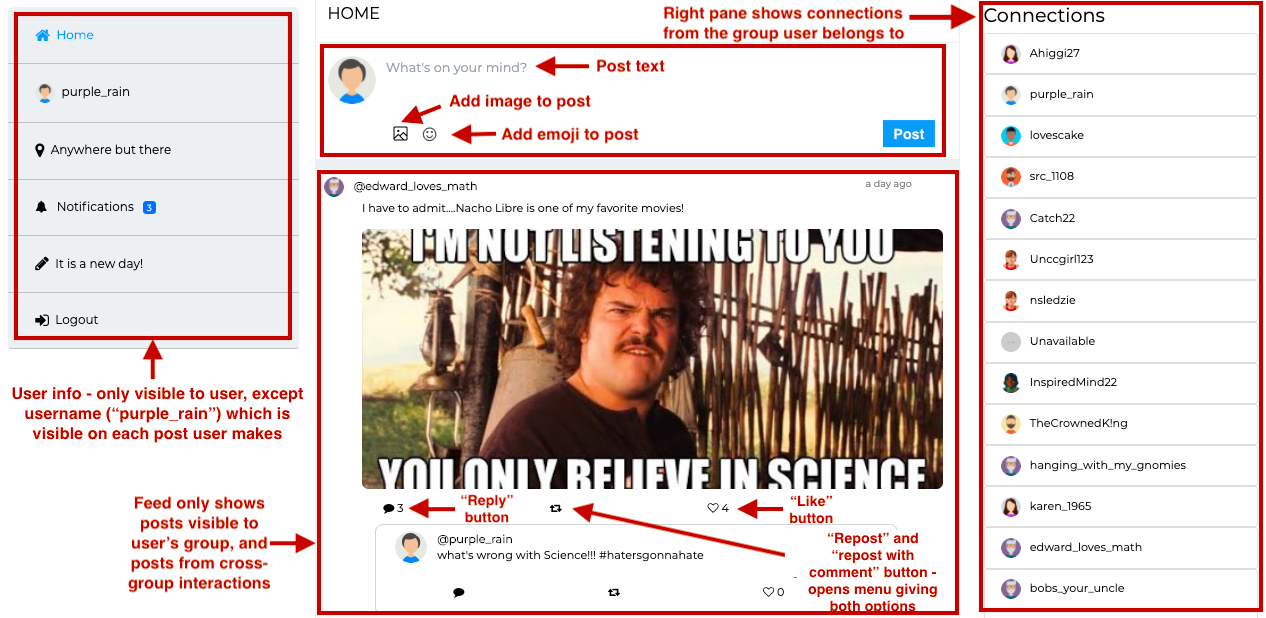 Home
purple_rain
Anywhere but there
Notifications 3
It is a new day!
Logout
User info - only visible to user, except
username (“purple_rain”) which is
visible on each post user makes
Feed only shows
posts visible to
user’s group, and
posts from cross-
group interactions
HOME
Right pane shows connections
from the group user belongs to
What's on your mind?
Post text
Add image to post
Add emoji to post
Post
@edward_loves_math
a day ago
I have to admit....Nacho Libre is one of my favorite movies!
I'M NOT LISTENING TO YOU
YOU ONLY BELIEVE IN SCIENCE
3
“Reply”
button
4
“Like”
button
@purple_rain
what's wrong with Science!!! #hatersgonnahate
0
“Repost” and
“repost with
comment” button -
opens menu giving
both options
Connections
Ahiggi27
purple_rain
lovescake
src_1108
Catch22
Unccgirl123
nsledzie
Unavailable
InspiredMind22
TheCrownedK!ng
hanging_with_my_gnomies
karen_1965
edward_loves_math
bobs_your_uncle